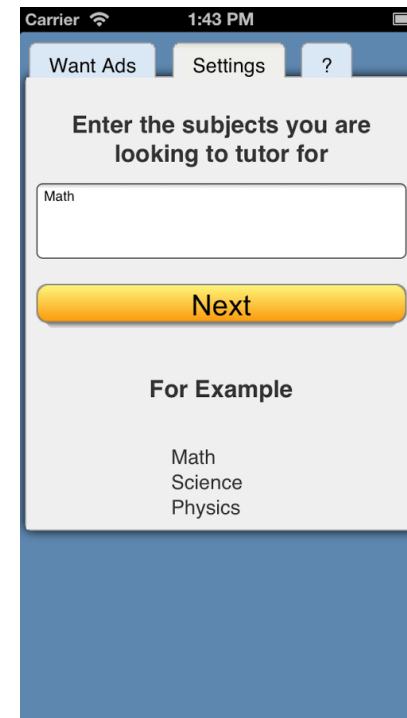 Carrier 1:43 PM
Want Ads Settings ?
Enter the subjects you are
looking to tutor for
Math
Next
For Example
Math
Science
Physics